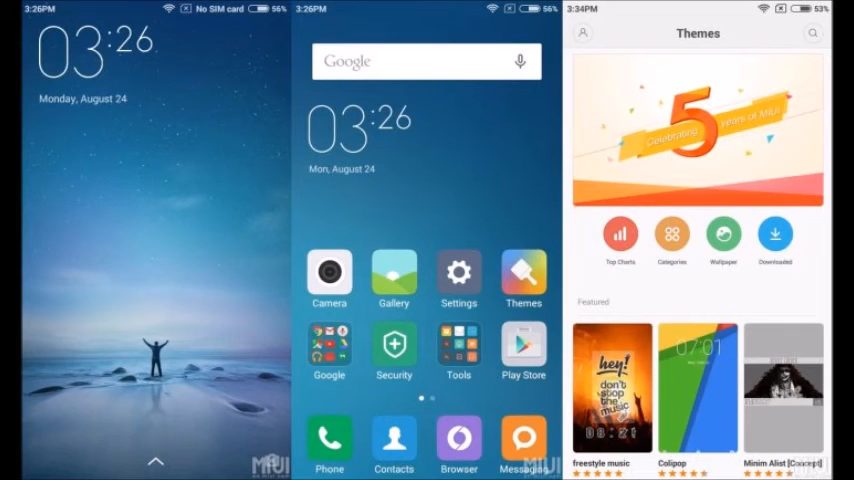 3:26PM
No SIM card
56%
03:26
Monday, August 24
MIUI
3:26PM
56%
Google
03:26
Mon, August 24
Camera
Gallery
Settings
Themes
Google
Security
Tools
Play Store
Phone
Contacts
Browser
Messaging
MIUI
3:34PM
53%
Themes
Celebrating 5 years of MIUI
Top Charts
Categories
Wallpaper
Downloaded
Featured
hey!
don't
stop
the
music
08:21
07:01
freestyle music
Colipop
Minim Alist [Concept]